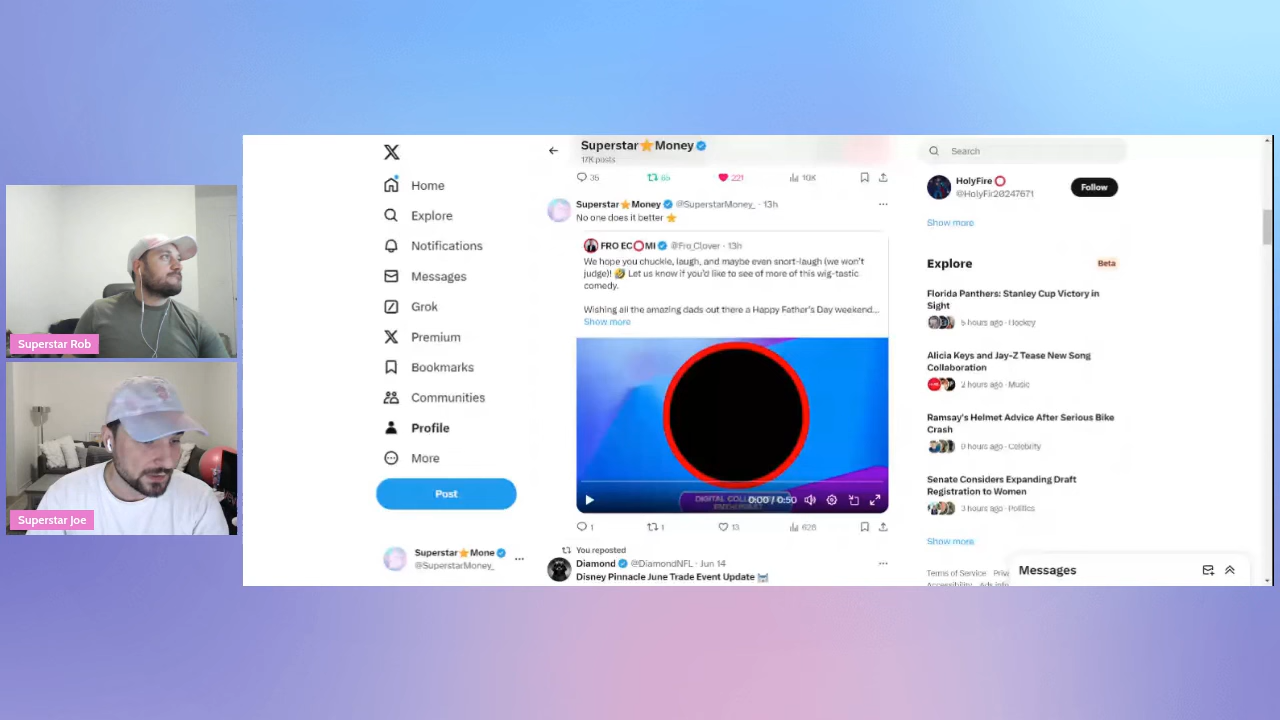 Superstar Rob
Superstar Joe
Home
Explore
Notifications
Messages
Grok
Premium
Bookmarks
Communities
Profile
More
Post
Superstar⭐Mone
@SuperstarMoney_
Superstar⭐Money
17K posts
35
65
221
10K
Superstar⭐Money @SuperstarMoney_ · 13h
No one does it better ⭐
FRO EC⭕MI @Fro_Clover · 13h
We hope you chuckle, laugh, and maybe even snort-laugh (we won't
judge)! 🤣 Let us know if you'd like to see of more of this wig-tastic
comedy.
Wishing all the amazing dads out there a Happy Father's Day weekend...
Show more
DIGITAL
0:00 / 0:50
1
1
13
628
You reposted
Diamond @DiamondNFL · Jun 14
Disney Pinnacle June Trade Event Update
Search
HolyFire ⭕
@HolyFir20247671
Follow
Show more
Explore
Beta
Florida Panthers: Stanley Cup Victory in
Sight
5 hours ago · Hockey
Alicia Keys and Jay-Z Tease New Song
Collaboration
2 hours ago · Music
Ramsay's Helmet Advice After Serious Bike
Crash
9 hours ago · Celebrity
Senate Considers Expanding Draft
Registration to Women
3 hours ago · Politics
Show more
Terms of Service Priv
Accessibility Ads info
Messages